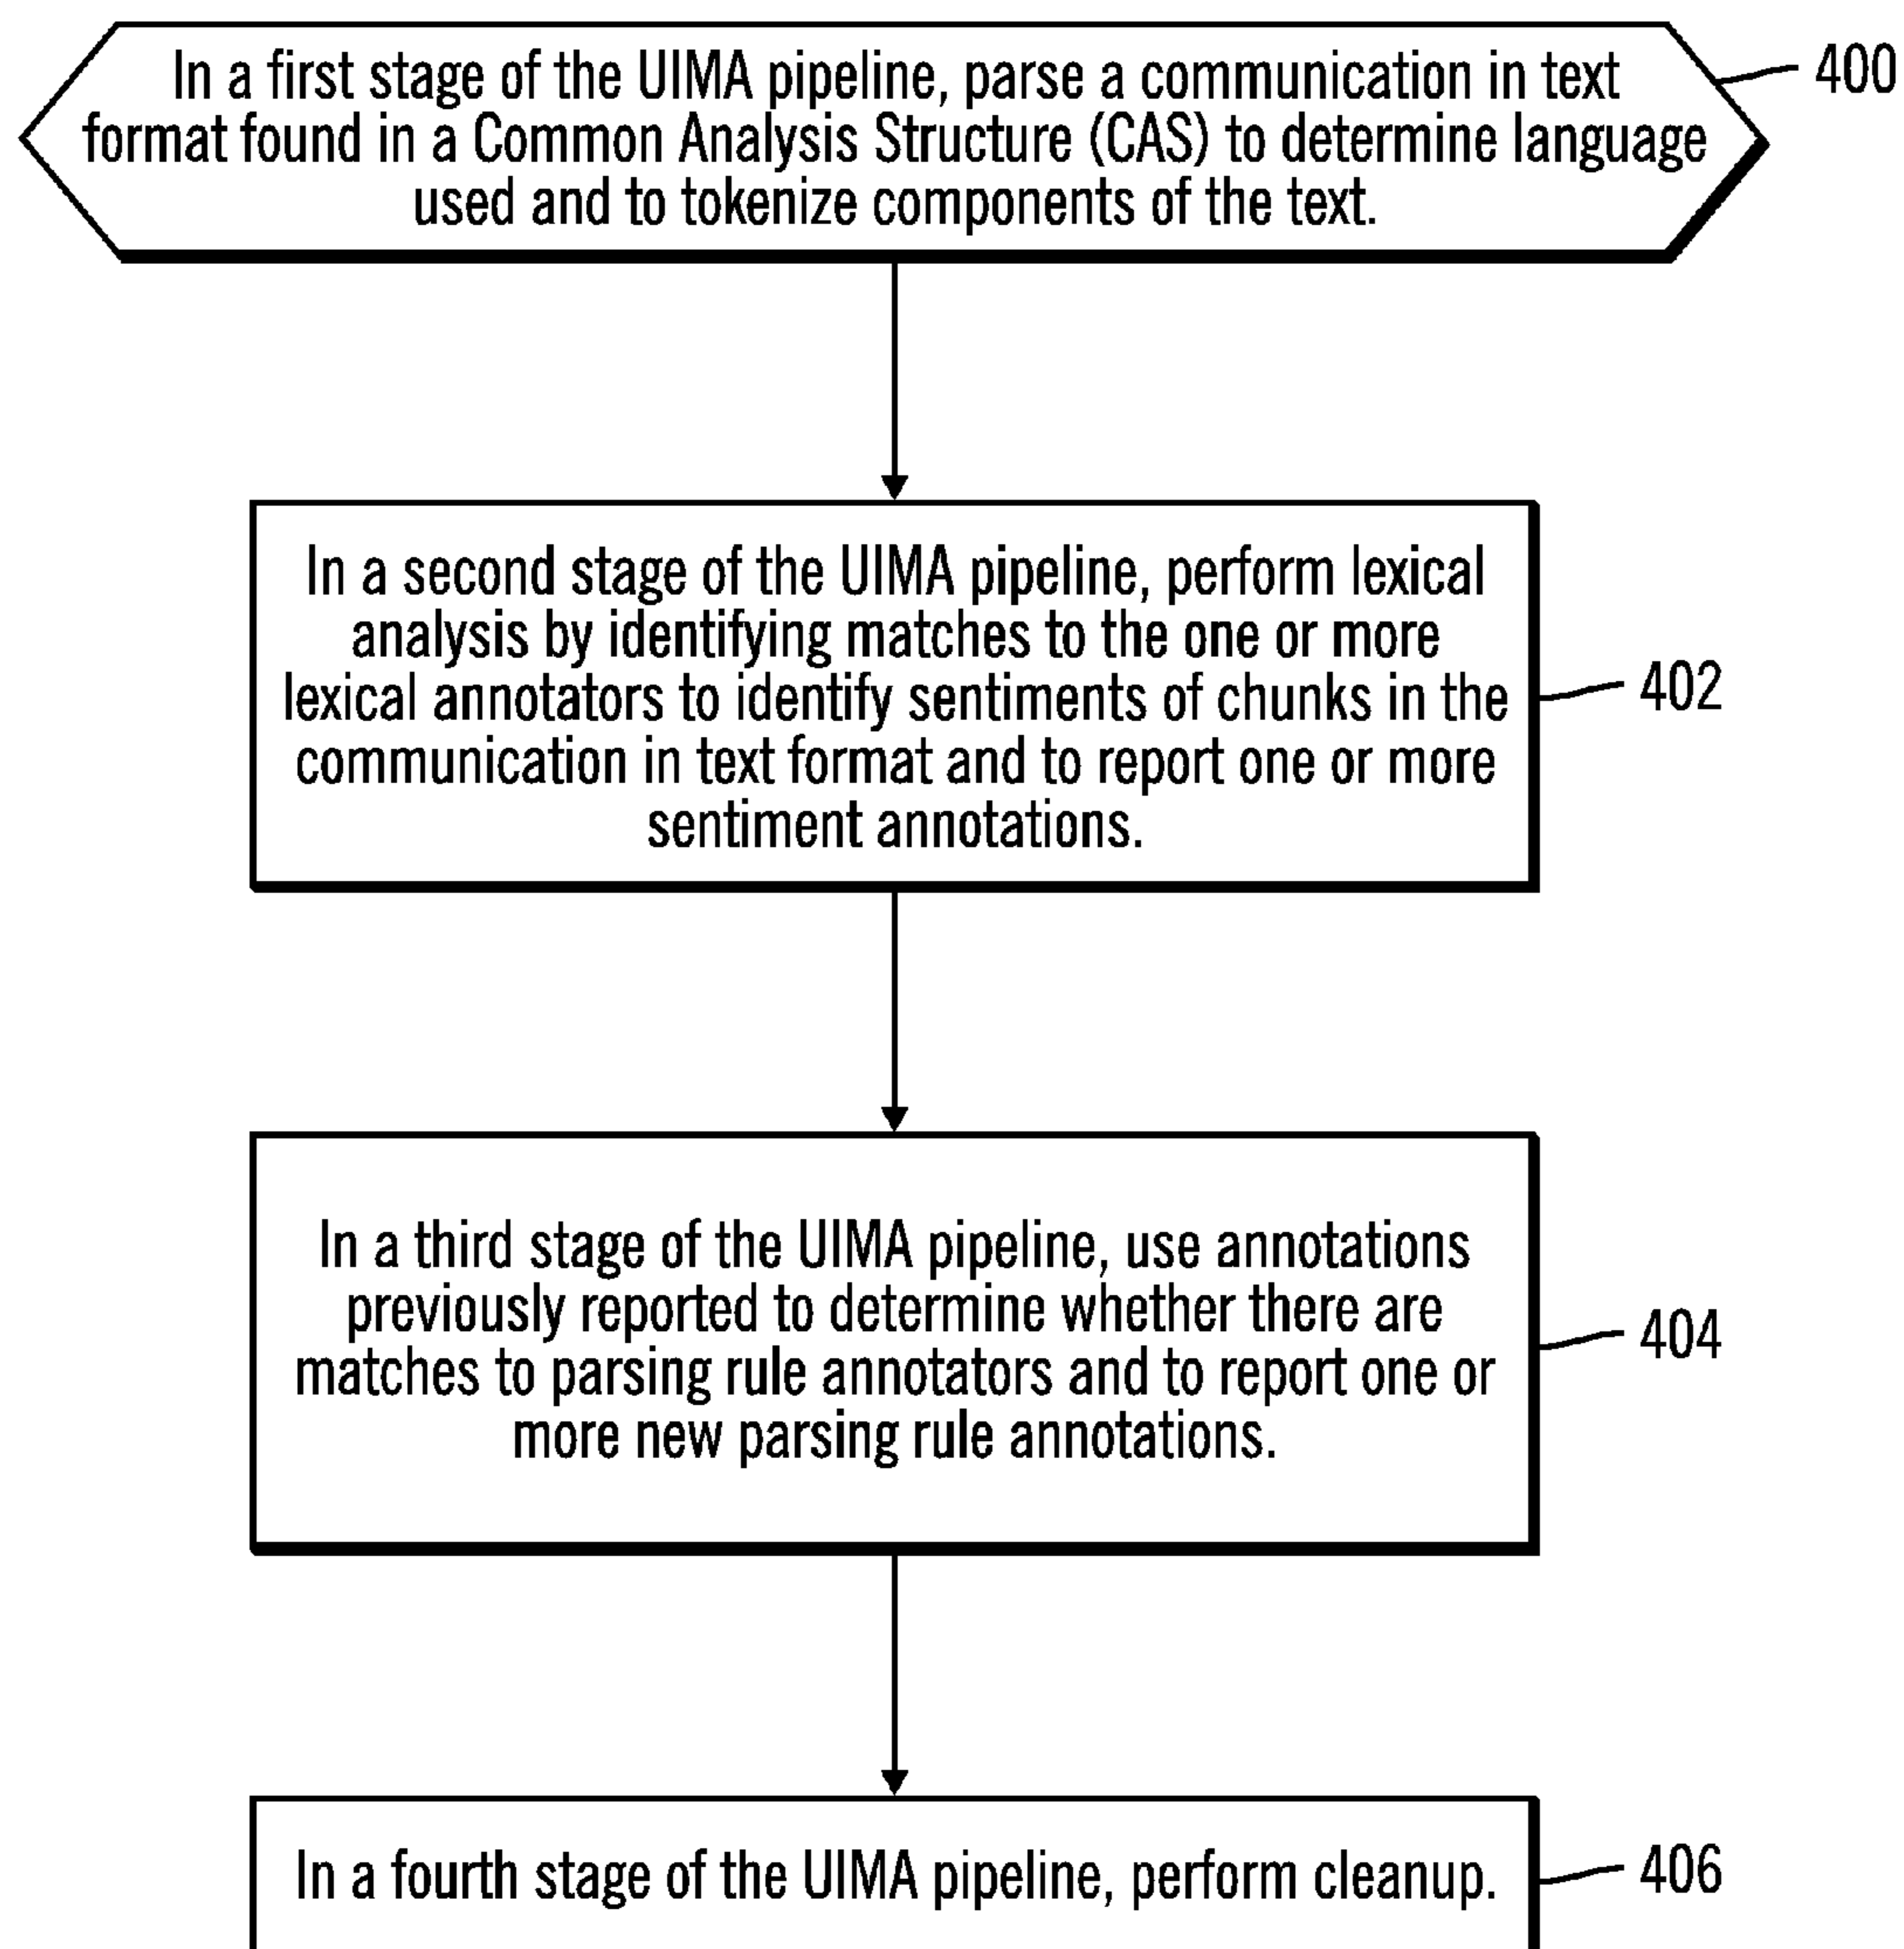 In a first stage of the UIMA pipeline, parse a communication in text
format found in a Common Analysis Structure (CAS) to determine language
used and to tokenize components of the text.
400
In a second stage of the UIMA pipeline, perform lexical
analysis by identifying matches to the one or more
lexical annotators to identify sentiments of chunks in the
communication in text format and to report one or more
sentiment annotations.
402
In a third stage of the UIMA pipeline, use annotations
previously reported to determine whether there are
matches to parsing rule annotators and to report one or
more new parsing rule annotations.
404
In a fourth stage of the UIMA pipeline, perform cleanup.
406